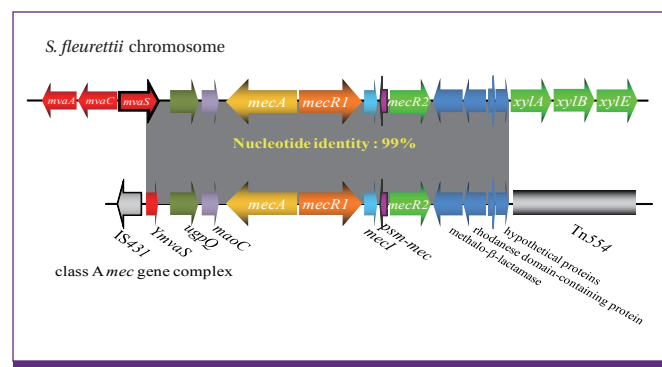 S. fleurettii chromosome
mvaA mvaC mvaS mecA mecR1 mecR2 xylA xylB xylE
Nucleotide identity : 99%
mecA mecR1 mecR2
IS431
ΨmvaS
ugpQ
maoC
mecI
psm-mec
methalo-β-lactamase
rhodanese domain-containing protein
hypothetical proteins
Tn554
class A mec gene complex